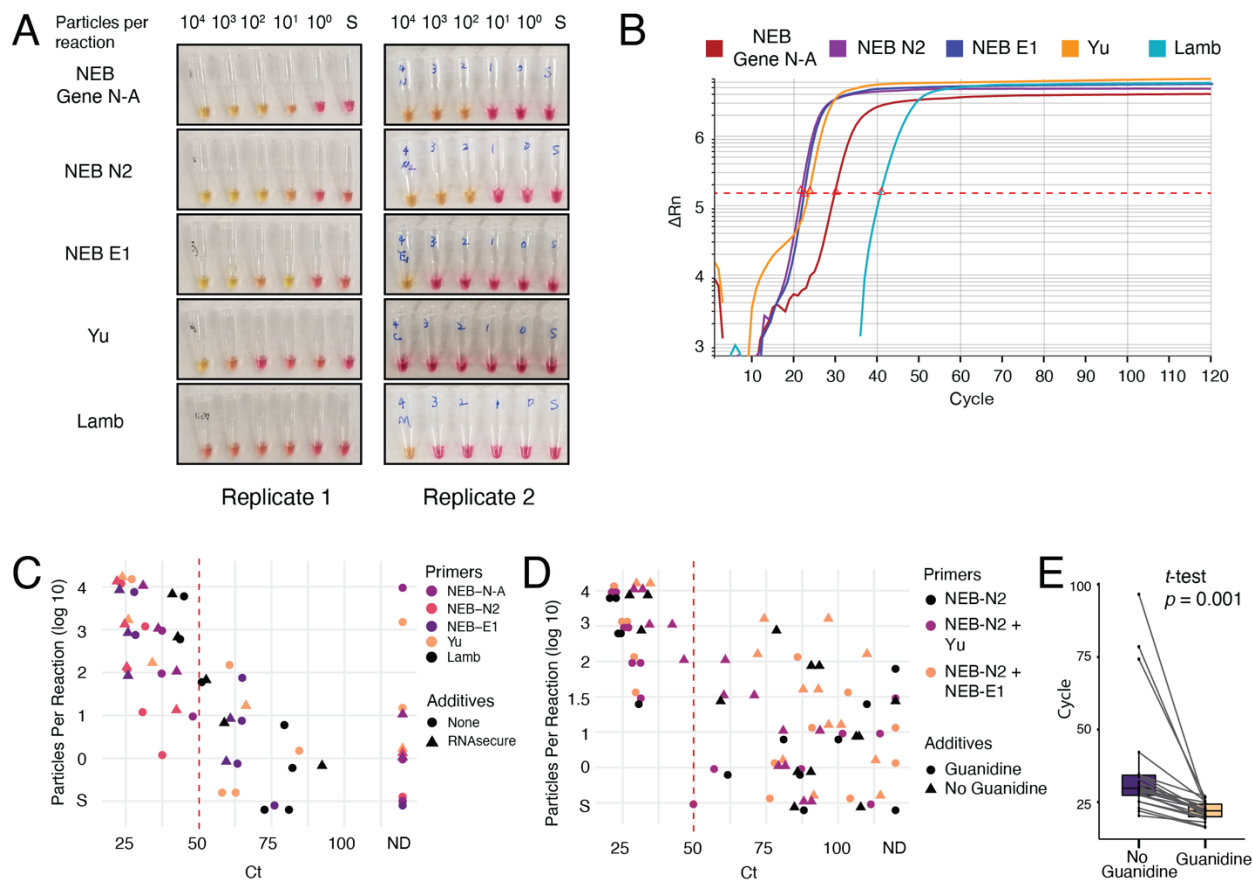 A
Particles per
reaction
10⁴ 10³ 10² 10¹ 10⁰ S
10⁴ 10³ 10² 10¹ 10⁰ S
NEB
Gene N-A
4 3 2 1 0 S
NEB N2
4 3 2 1 0 S
N2
NEB E1
4 3 2 1 0 S
E1
Yu
4 3 2 1 0 S
Lamb
4 3 2 1 0 S
M
Replicate 1
Replicate 2
B
NEB
Gene N-A
NEB N2
NEB E1
Yu
Lamb
ΔRn
6
5
4
3
10 20 30 40 50 60 70 80 90 100 110 120
Cycle
C
Particles Per Reaction (log 10)
4
3
2
1
0
S
25 50 75 100 ND
Ct
Primers
NEB-N-A
NEB-N2
NEB-E1
Yu
Lamb
Additives
None
RNAsecure
D
Particles Per Reaction (log 10)
4
3
2
1.5
1
0
S
25 50 75 100 ND
Ct
Primers
NEB-N2
NEB-N2 +
Yu
NEB-N2 +
NEB-E1
Additives
Guanidine
No Guanidine
E
t-test
p = 0.001
Cycle
100
75
50
25
No
Guanidine
Guanidine